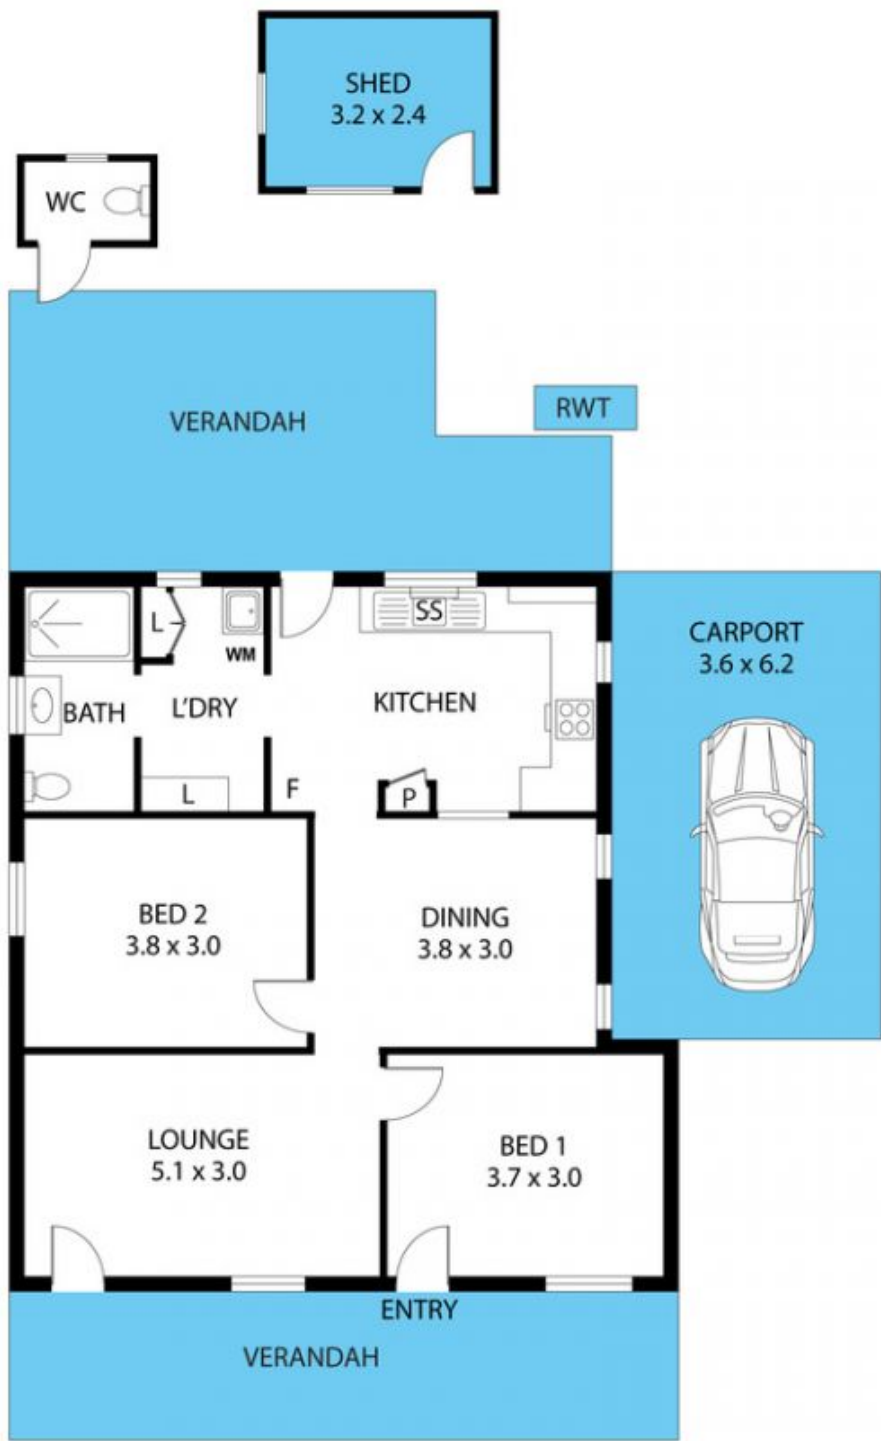 SHED
3.2 x 2.4
WC
VERANDAH
RWT
CARPORT
3.6 x 6.2
L
SS
WM
BATH
L'DRY
KITCHEN
L
F
P
BED 2
3.8 x 3.0
DINING
3.8 x 3.0
LOUNGE
5.1 x 3.0
BED 1
3.7 x 3.0
ENTRY
VERANDAH